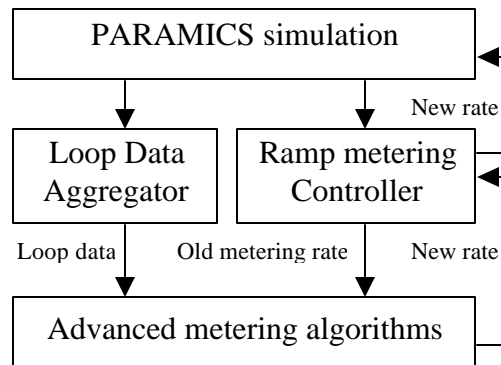 PARAMICS simulation
New rate
Loop Data
Aggregator
Ramp metering
Controller
Loop data
Old metering rate
New rate
Advanced metering algorithms